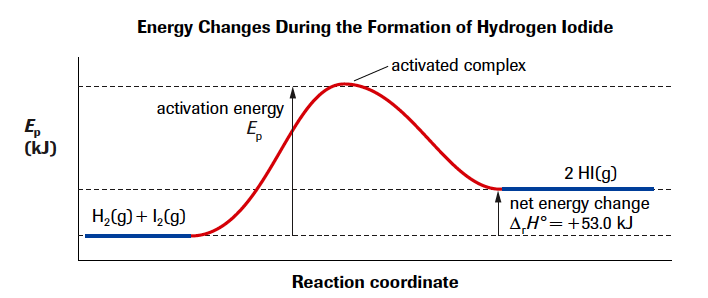 Energy Changes During the Formation of Hydrogen Iodide
activated complex
activation energy
Eₚ
Eₚ
(kJ)
2 HI(g)
net energy change
ΔᵣH° = +53.0 kJ
H₂(g) + I₂(g)
Reaction coordinate